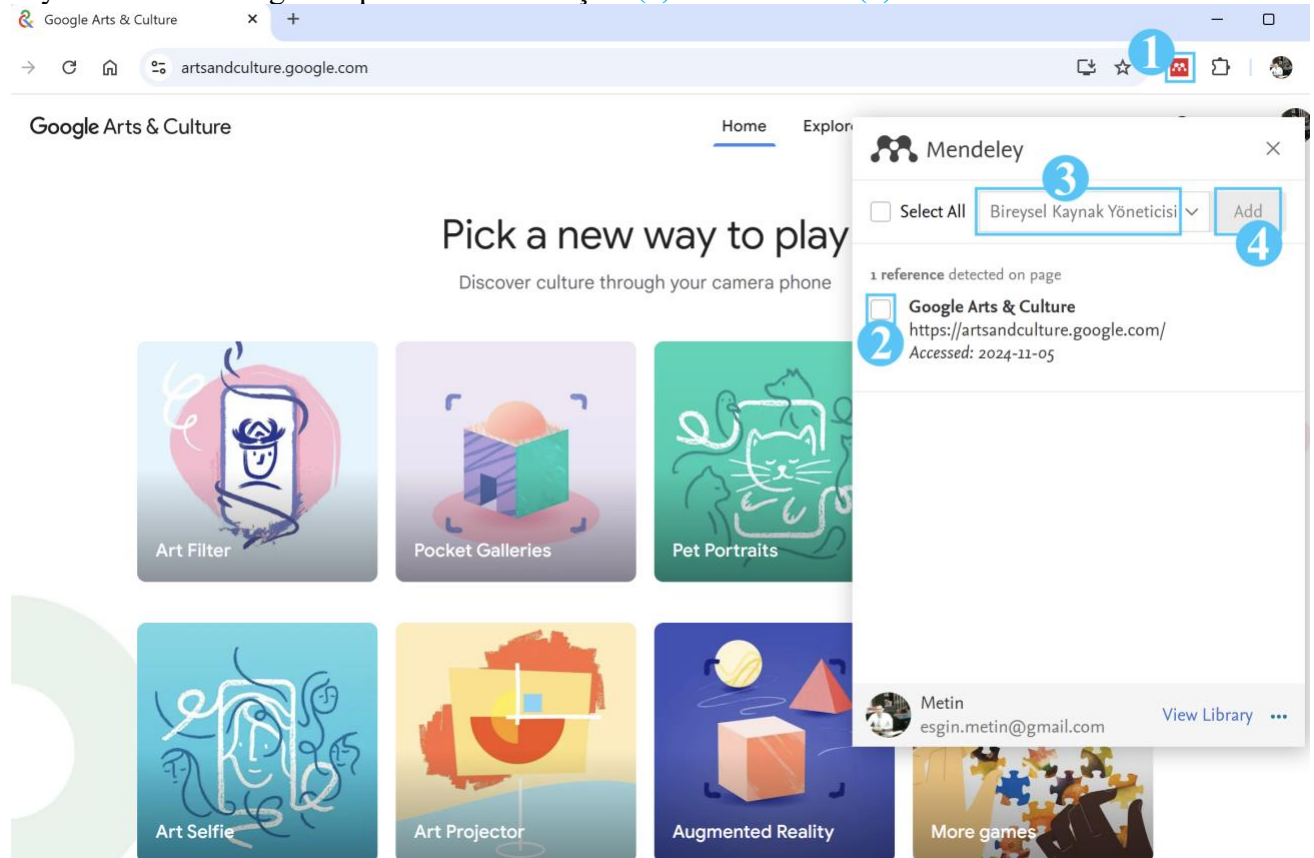 Google Arts & Culture
artsandculture.google.com
1
Google Arts & Culture
Home Explore
Mendeley
3
Select All Bireysel Kaynak Yöneticisi Add
4
Pick a new way to play
Discover culture through your camera phone
1 reference detected on page
Google Arts & Culture
https://artsandculture.google.com/
2
Accessed: 2024-11-05
Art Filter
Pocket Galleries
Pet Portraits
Metin
esgin.metin@gmail.com
View Library
Art Selfie
Art Projector
Augmented Reality
More games